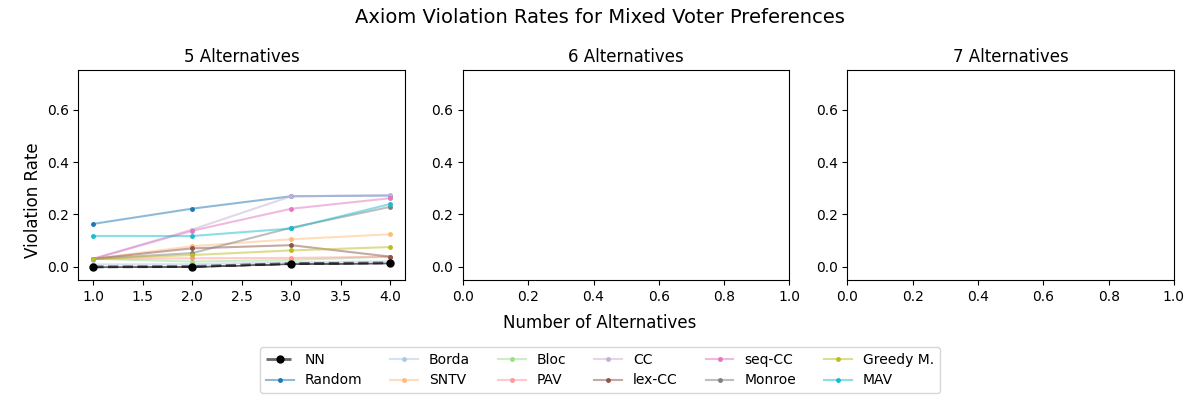 Axiom Violation Rates for Mixed Voter Preferences
5 Alternatives
6 Alternatives
7 Alternatives
Violation Rate
0.6
0.4
0.2
0.0
1.0 1.5 2.0 2.5 3.0 3.5 4.0
0.6
0.4
0.2
0.0
0.0 0.2 0.4 0.6 0.8 1.0
0.6
0.4
0.2
0.0
0.0 0.2 0.4 0.6 0.8 1.0
Number of Alternatives
NN Borda Bloc CC seq-CC Greedy M.
Random SNTV PAV lex-CC Monroe MAV